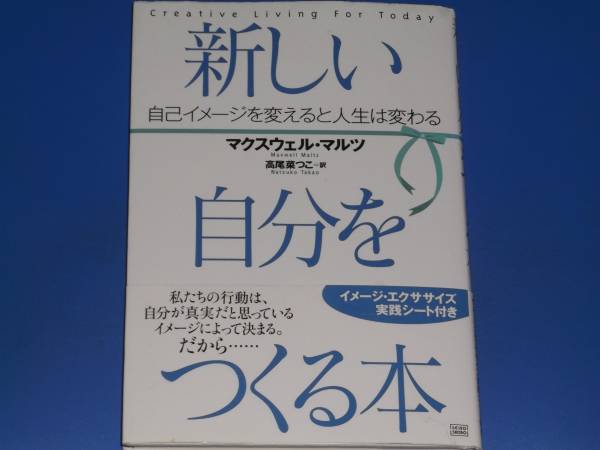 Creative Living For Today
新しい
自己イメージを変えると人生は変わる
マクスウェル・マルツ
Maxwell Maltz
高尾菜つこ=訳
Natsuko Takao
自分を
私たちの行動は、
自分が真実だと思っている
イメージによって決まる。
だから……
イメージ・エクササイズ
実践シート付き
つくる本
SEIKO
SHOBO